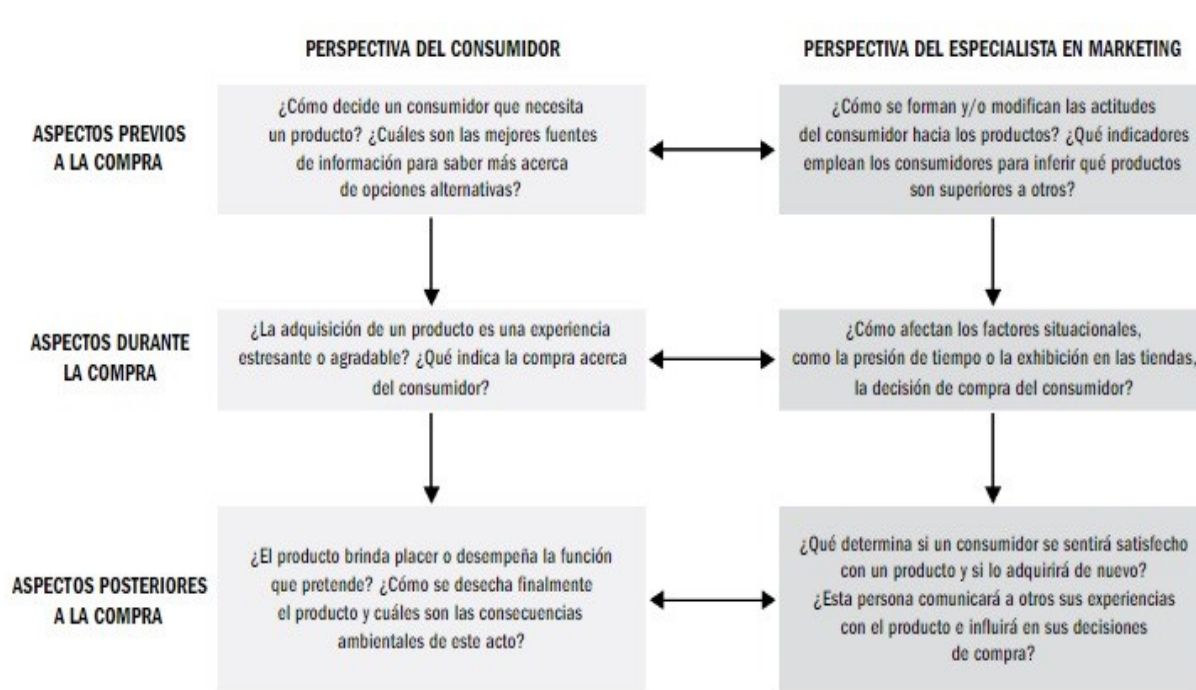 PERSPECTIVA DEL CONSUMIDOR
PERSPECTIVA DEL ESPECIALISTA EN MARKETING
ASPECTOS PREVIOS
A LA COMPRA
¿Cómo decide un consumidor que necesita
un producto? ¿Cuáles son las mejores fuentes
de información para saber más acerca
de opciones alternativas?
¿Cómo se forman y/o modifican las actitudes
del consumidor hacia los productos? ¿Qué indicadores
emplean los consumidores para inferir qué productos
son superiores a otros?
ASPECTOS DURANTE
LA COMPRA
¿La adquisición de un producto es una experiencia
estresante o agradable? ¿Qué indica la compra acerca
del consumidor?
¿Cómo afectan los factores situacionales,
como la presión de tiempo o la exhibición en las tiendas,
la decisión de compra del consumidor?
ASPECTOS POSTERIORES
A LA COMPRA
¿El producto brinda placer o desempeña la función
que pretende? ¿Cómo se desecha finalmente
el producto y cuáles son las consecuencias
ambientales de este acto?
¿Qué determina si un consumidor se sentirá satisfecho
con un producto y si lo adquirirá de nuevo?
¿Esta persona comunicará a otros sus experiencias
con el producto e influirá en sus decisiones
de compra?